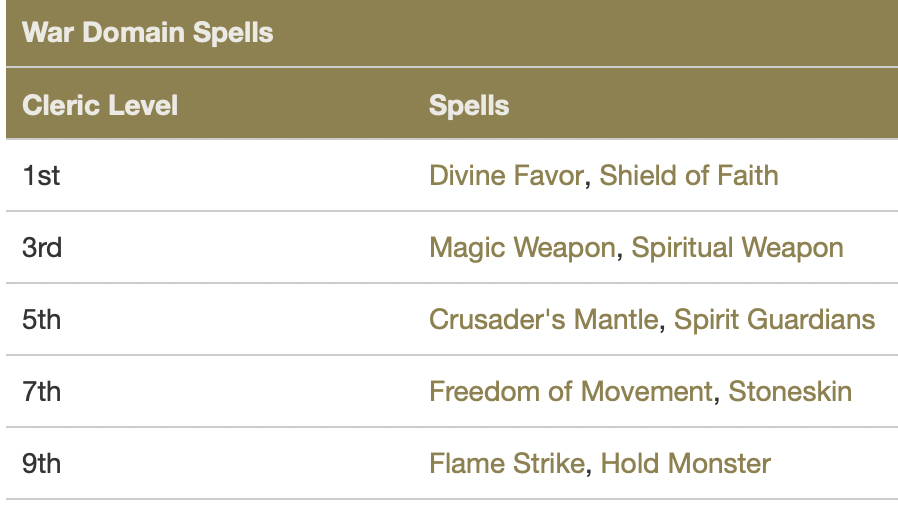 War Domain Spells
Cleric Level Spells
1st Divine Favor, Shield of Faith
3rd Magic Weapon, Spiritual Weapon
5th Crusader's Mantle, Spirit Guardians
7th Freedom of Movement, Stoneskin
9th Flame Strike, Hold Monster